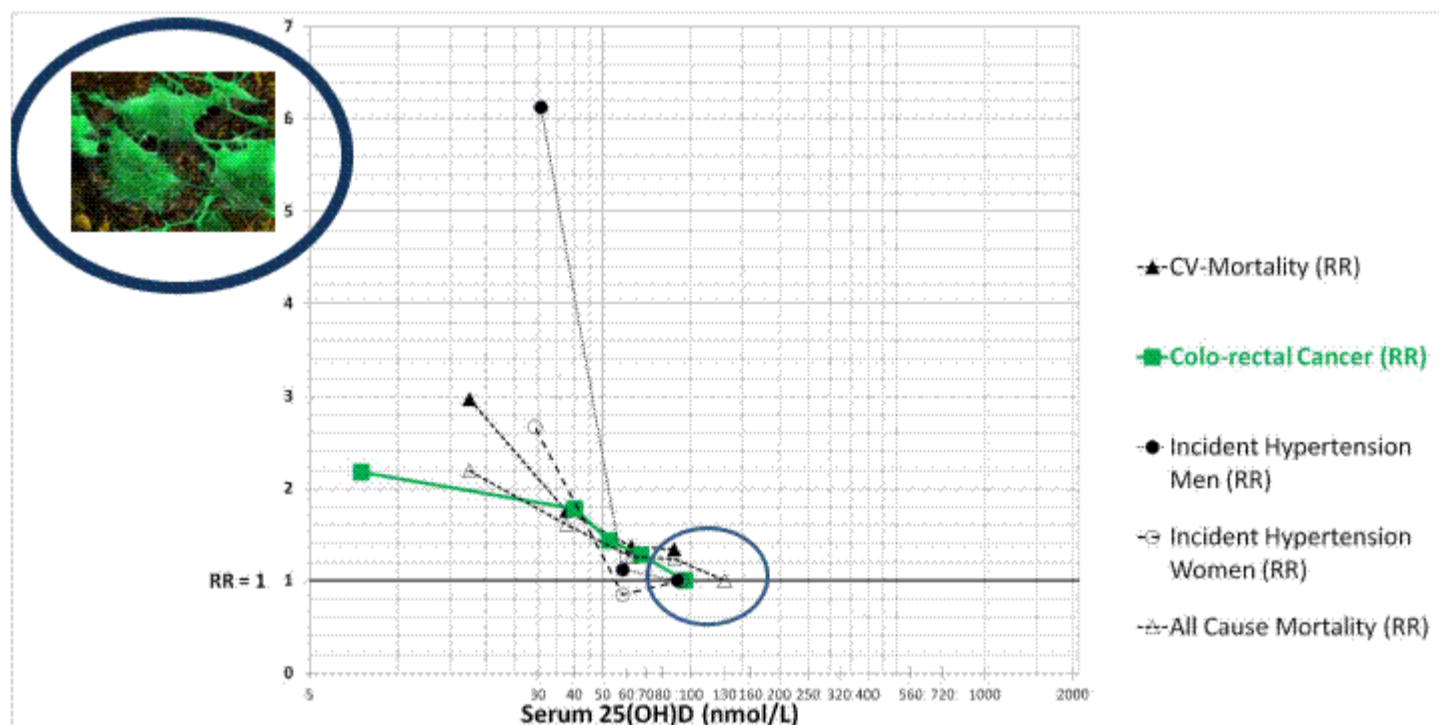 7
6
5
4
3
2
RR = 1
0
5 30 40 50 60 70 80 100 130 160 200 250 320 400 560 720 1000 2000
Serum 25(OH)D (nmol/L)
CV-Mortality (RR)
Colo-rectal Cancer (RR)
Incident Hypertension
Men (RR)
Incident Hypertension
Women (RR)
All Cause Mortality (RR)